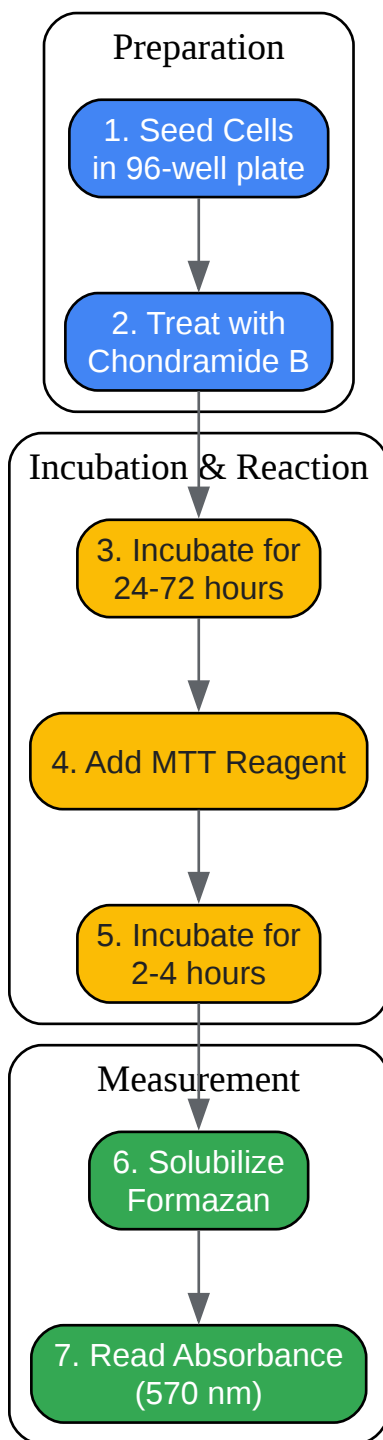 Preparation
1. Seed Cells
in 96-well plate
2. Treat with
Chondramide B
Incubation & Reaction
3. Incubate for
24-72 hours
4. Add MTT Reagent
5. Incubate for
2-4 hours
Measurement
6. Solubilize
Formazan
7. Read Absorbance
(570 nm)